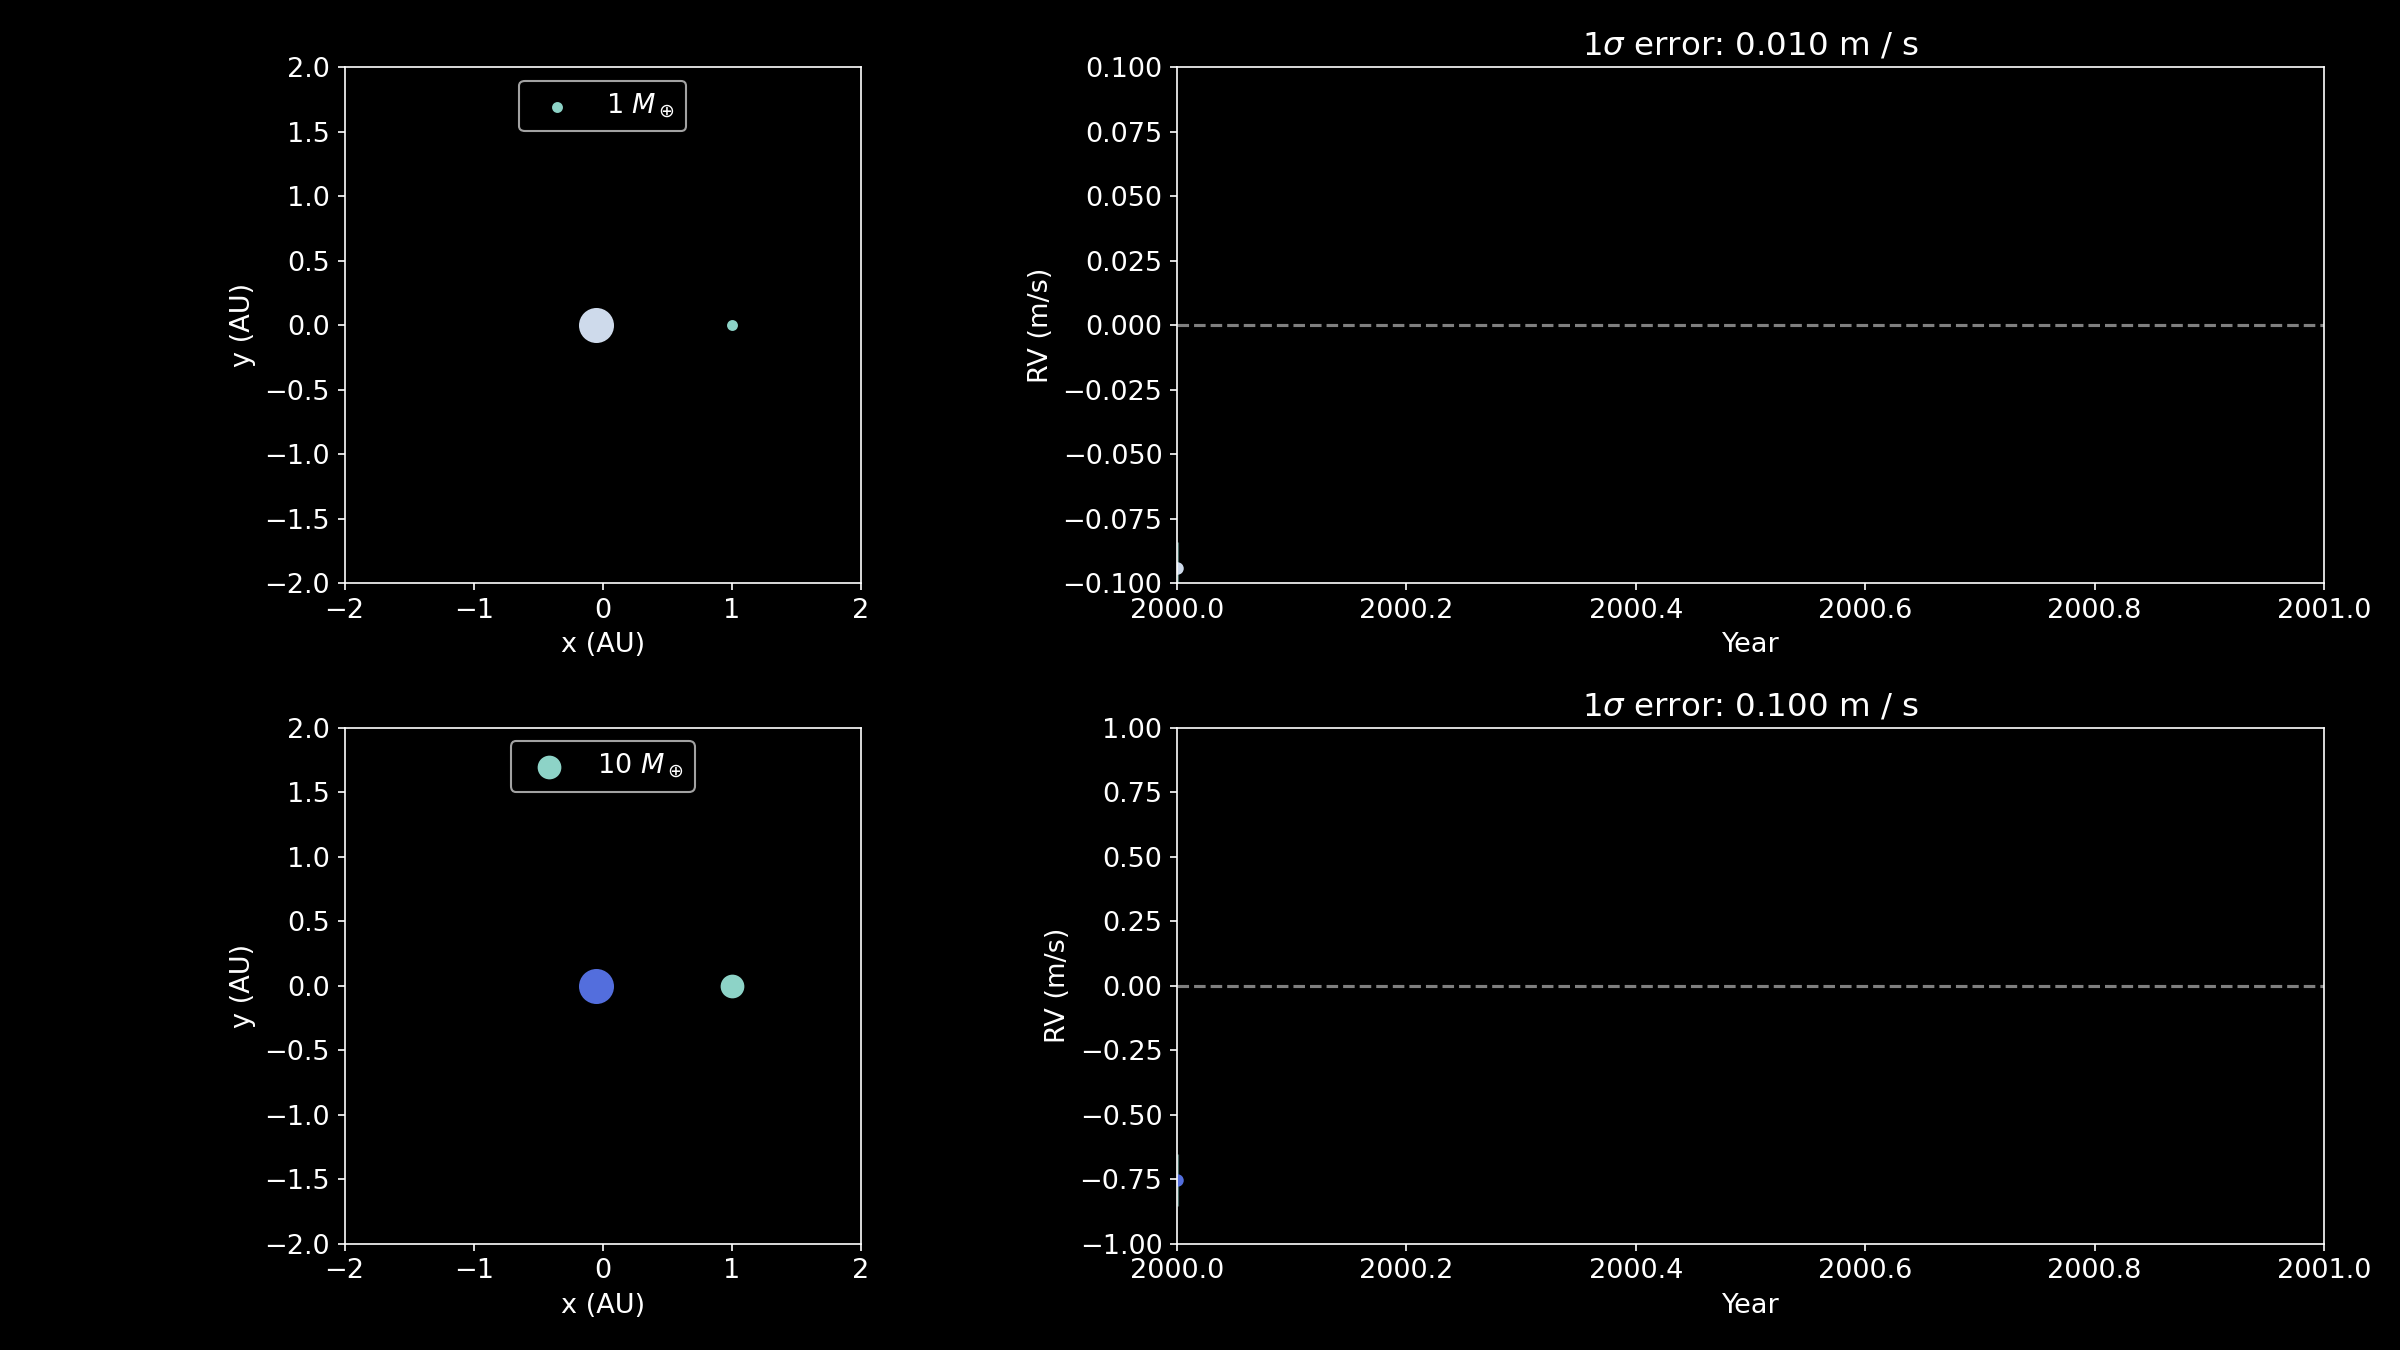 1σ error: 0.010 m / s
1 M⊕
2.0
1.5
1.0
0.5
0.0
−0.5
−1.0
−1.5
−2.0
y (AU)
−2 −1 0 1 2
x (AU)
0.100
0.075
0.050
0.025
0.000
−0.025
−0.050
−0.075
−0.100
RV (m/s)
2000.0 2000.2 2000.4 2000.6 2000.8 2001.0
Year
1σ error: 0.100 m / s
10 M⊕
2.0
1.5
1.0
0.5
0.0
−0.5
−1.0
−1.5
−2.0
y (AU)
−2 −1 0 1 2
x (AU)
1.00
0.75
0.50
0.25
0.00
−0.25
−0.50
−0.75
−1.00
RV (m/s)
2000.0 2000.2 2000.4 2000.6 2000.8 2001.0
Year